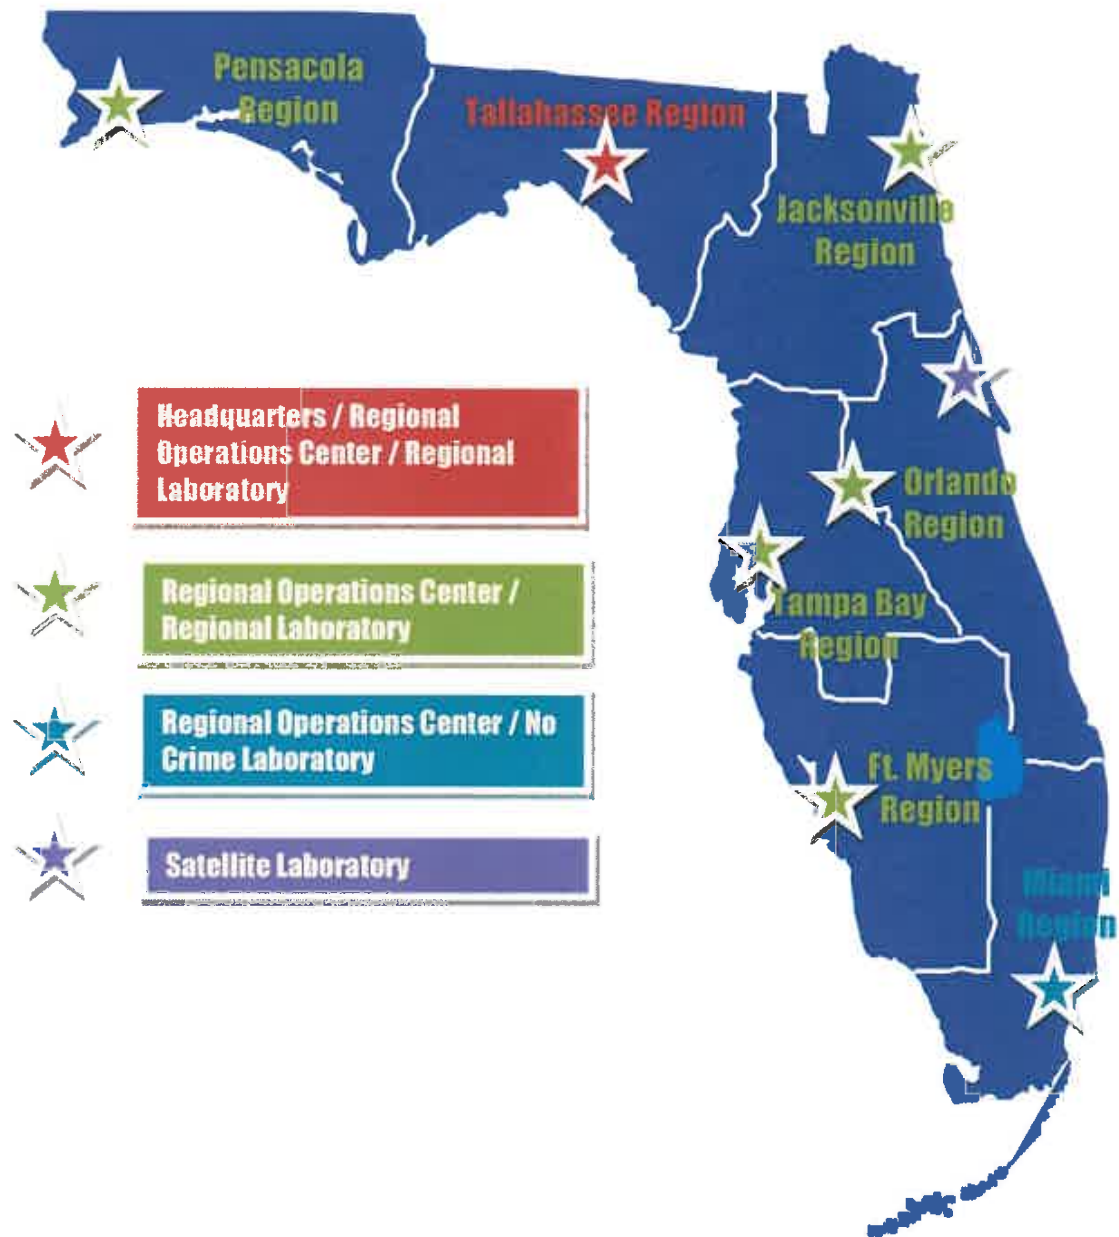 Pensacola
Region
Tallahassee Region
Jacksonville
Region
Headquarters / Regional
Operations Center / Regional
Laboratory
Orlando
Region
Regional Operations Center /
Regional Laboratory
Tampa Bay
Region
Regional Operations Center / No
Crime Laboratory
Ft. Myers
Region
Satellite Laboratory
Miami
Region